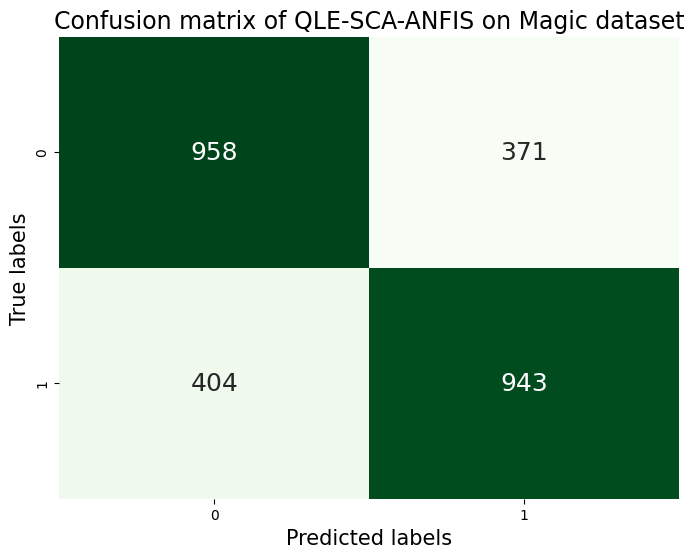 Confusion matrix of QLE-SCA-ANFIS on Magic dataset
958 371
404 943
0
1
True labels
0 1
Predicted labels